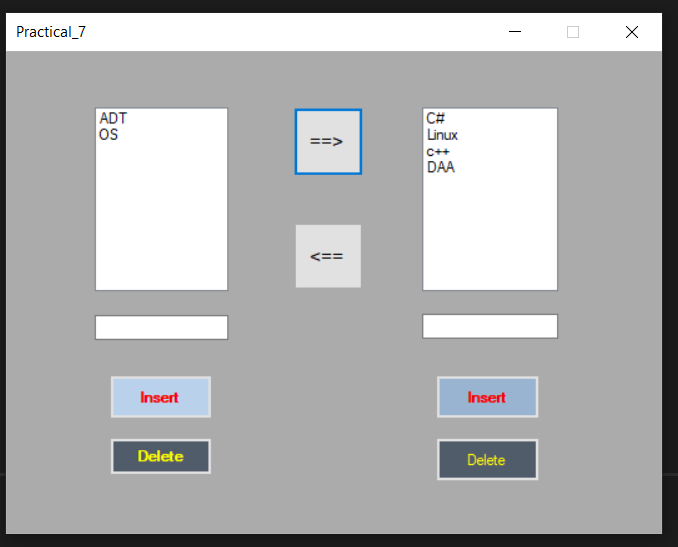 Practical_7
ADT
OS
==>
C#
Linux
c++
DAA
<==
Insert
Insert
Delete
Delete